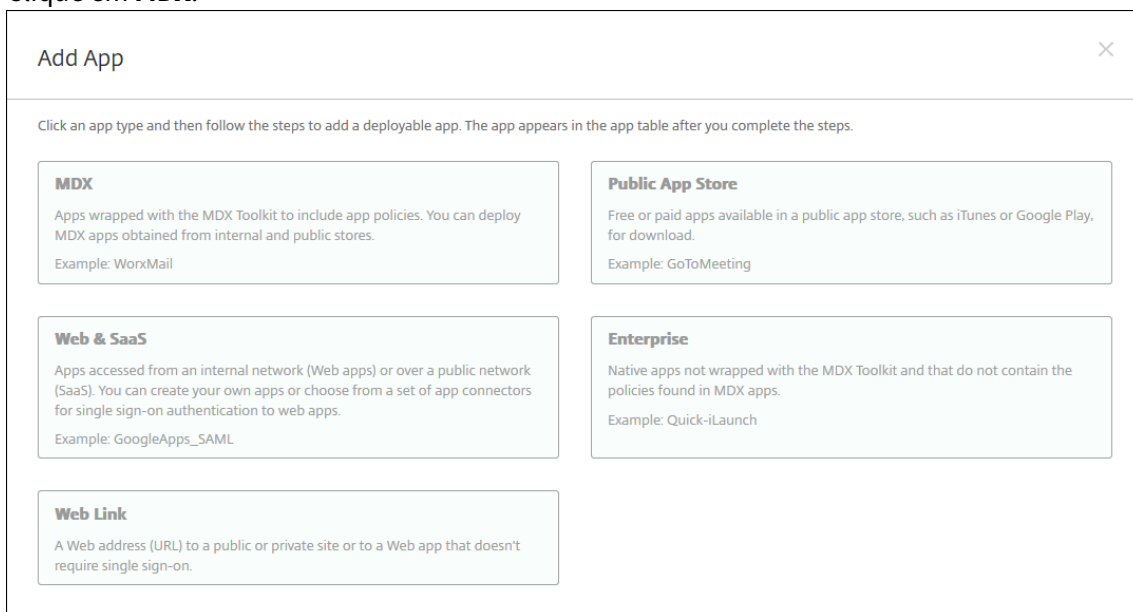 Clique em MDX.
Add App
Click an app type and then follow the steps to add a deployable app. The app appears in the app table after you complete the steps.
MDX
Apps wrapped with the MDX Toolkit to include app policies. You can deploy
MDX apps obtained from internal and public stores.
Example: WorxMail
Public App Store
Free or paid apps available in a public app store, such as iTunes or Google Play,
for download.
Example: GoToMeeting
Web & SaaS
Apps accessed from an internal network (Web apps) or over a public network
(SaaS). You can create your own apps or choose from a set of app connectors
for single sign-on authentication to web apps.
Example: GoogleApps_SAML
Enterprise
Native apps not wrapped with the MDX Toolkit and that do not contain the
policies found in MDX apps.
Example: Quick-iLaunch
Web Link
A Web address (URL) to a public or private site or to a Web app that doesn't
require single sign-on.